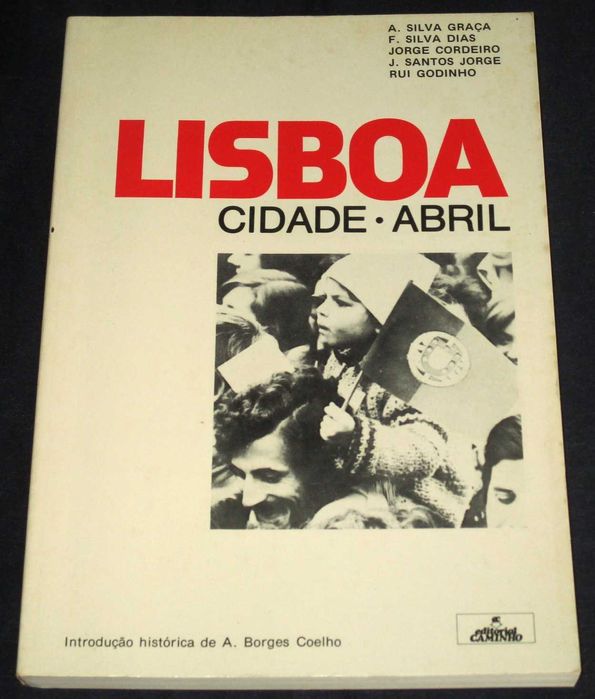 A. SILVA GRAÇA
F. SILVA DIAS
JORGE CORDEIRO
J. SANTOS JORGE
RUI GODINHO
LISBOA
CIDADE • ABRIL
Introdução histórica de A. Borges Coelho
editorial
CAMINHO